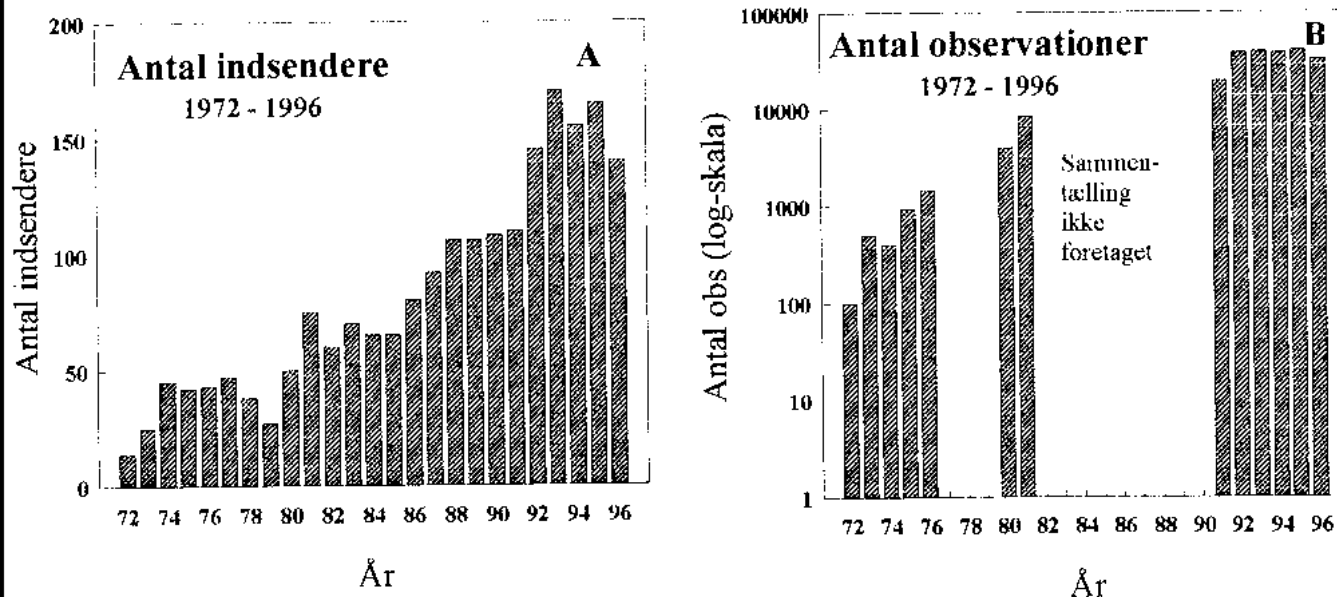 Antal indsendere
A
1972 - 1996
Antal indsendere
200
150
100
50
0
72 74 76 78 80 82 84 86 88 90 92 94 96
År
Antal observationer
B
1972 - 1996
Antal obs (log-skala)
100000
10000
1000
100
10
1
Sammen-
tælling
ikke
foretaget
72 74 76 78 80 82 84 86 88 90 92 94 96
År